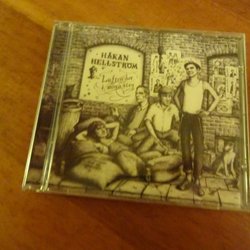 HÅKAN
HELLSTRÖM
Luften bor
i mina steg